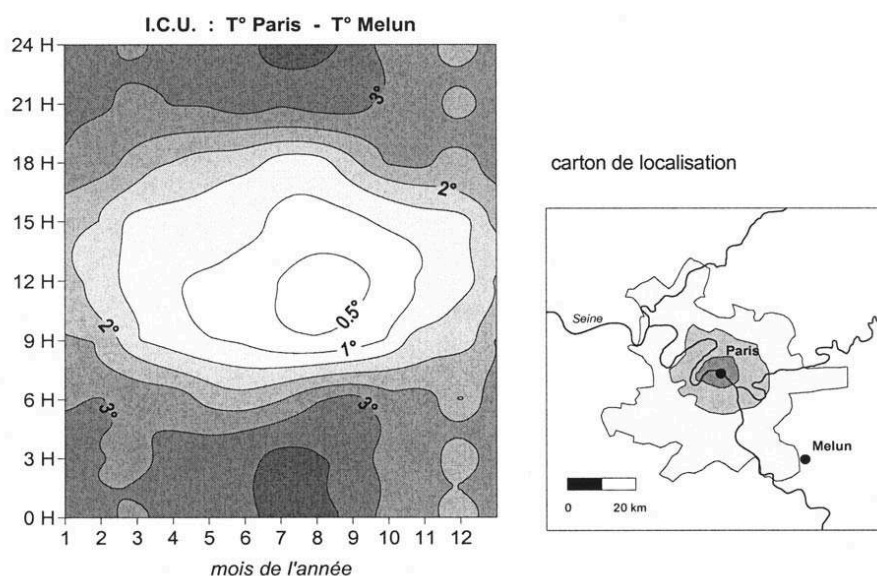 I.C.U. : T° Paris - T° Melun
24 H
21 H
18 H
15 H
12 H
9 H
6 H
3 H
0 H
3°
2°
0.5°
1°
2°
3°
3°
1 2 3 4 5 6 7 8 9 10 11 12
mois de l'année
carton de localisation
Seine
Paris
Melun
0 20 km